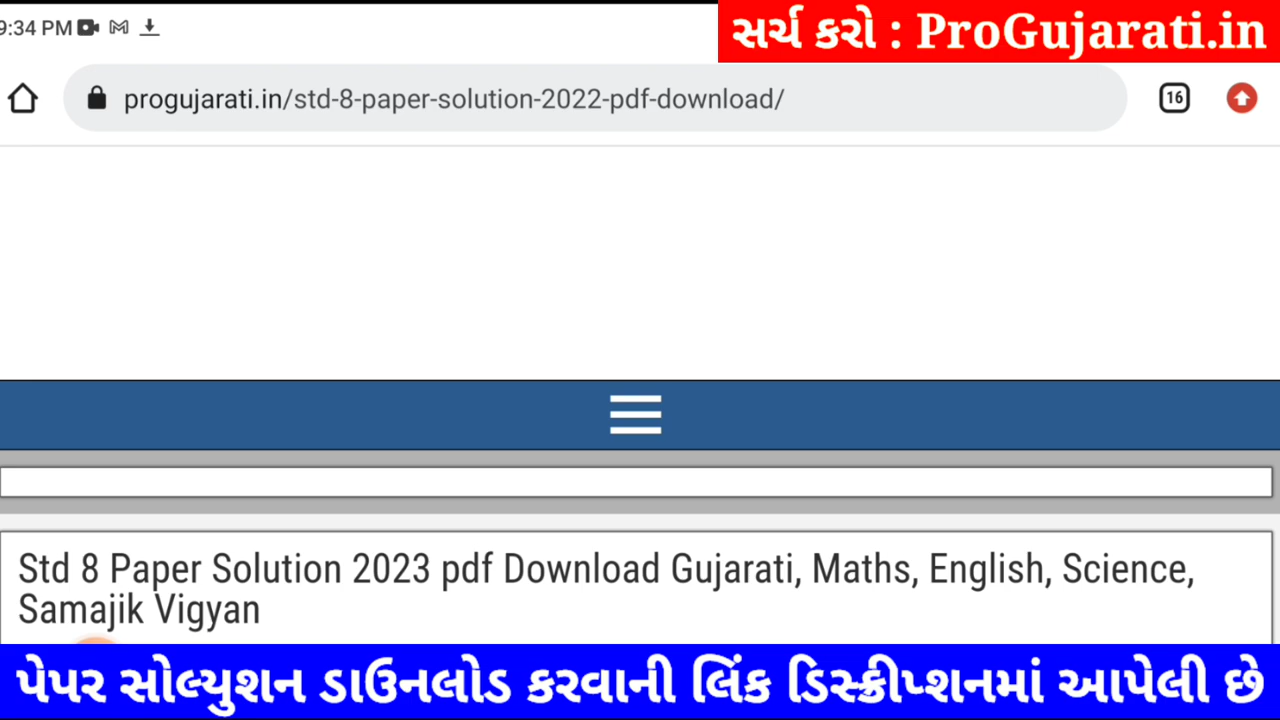 9:34 PM
સર્ચ કરો : ProGujarati.in
progujarati.in/std-8-paper-solution-2022-pdf-download/
16
Std 8 Paper Solution 2023 pdf Download Gujarati, Maths, English, Science,
Samajik Vigyan
પેપર સોલ્યુશન ડાઉનલોડ કરવાની લિંક ડિસ્ક્રીપ્શનમાં આપેલી છે